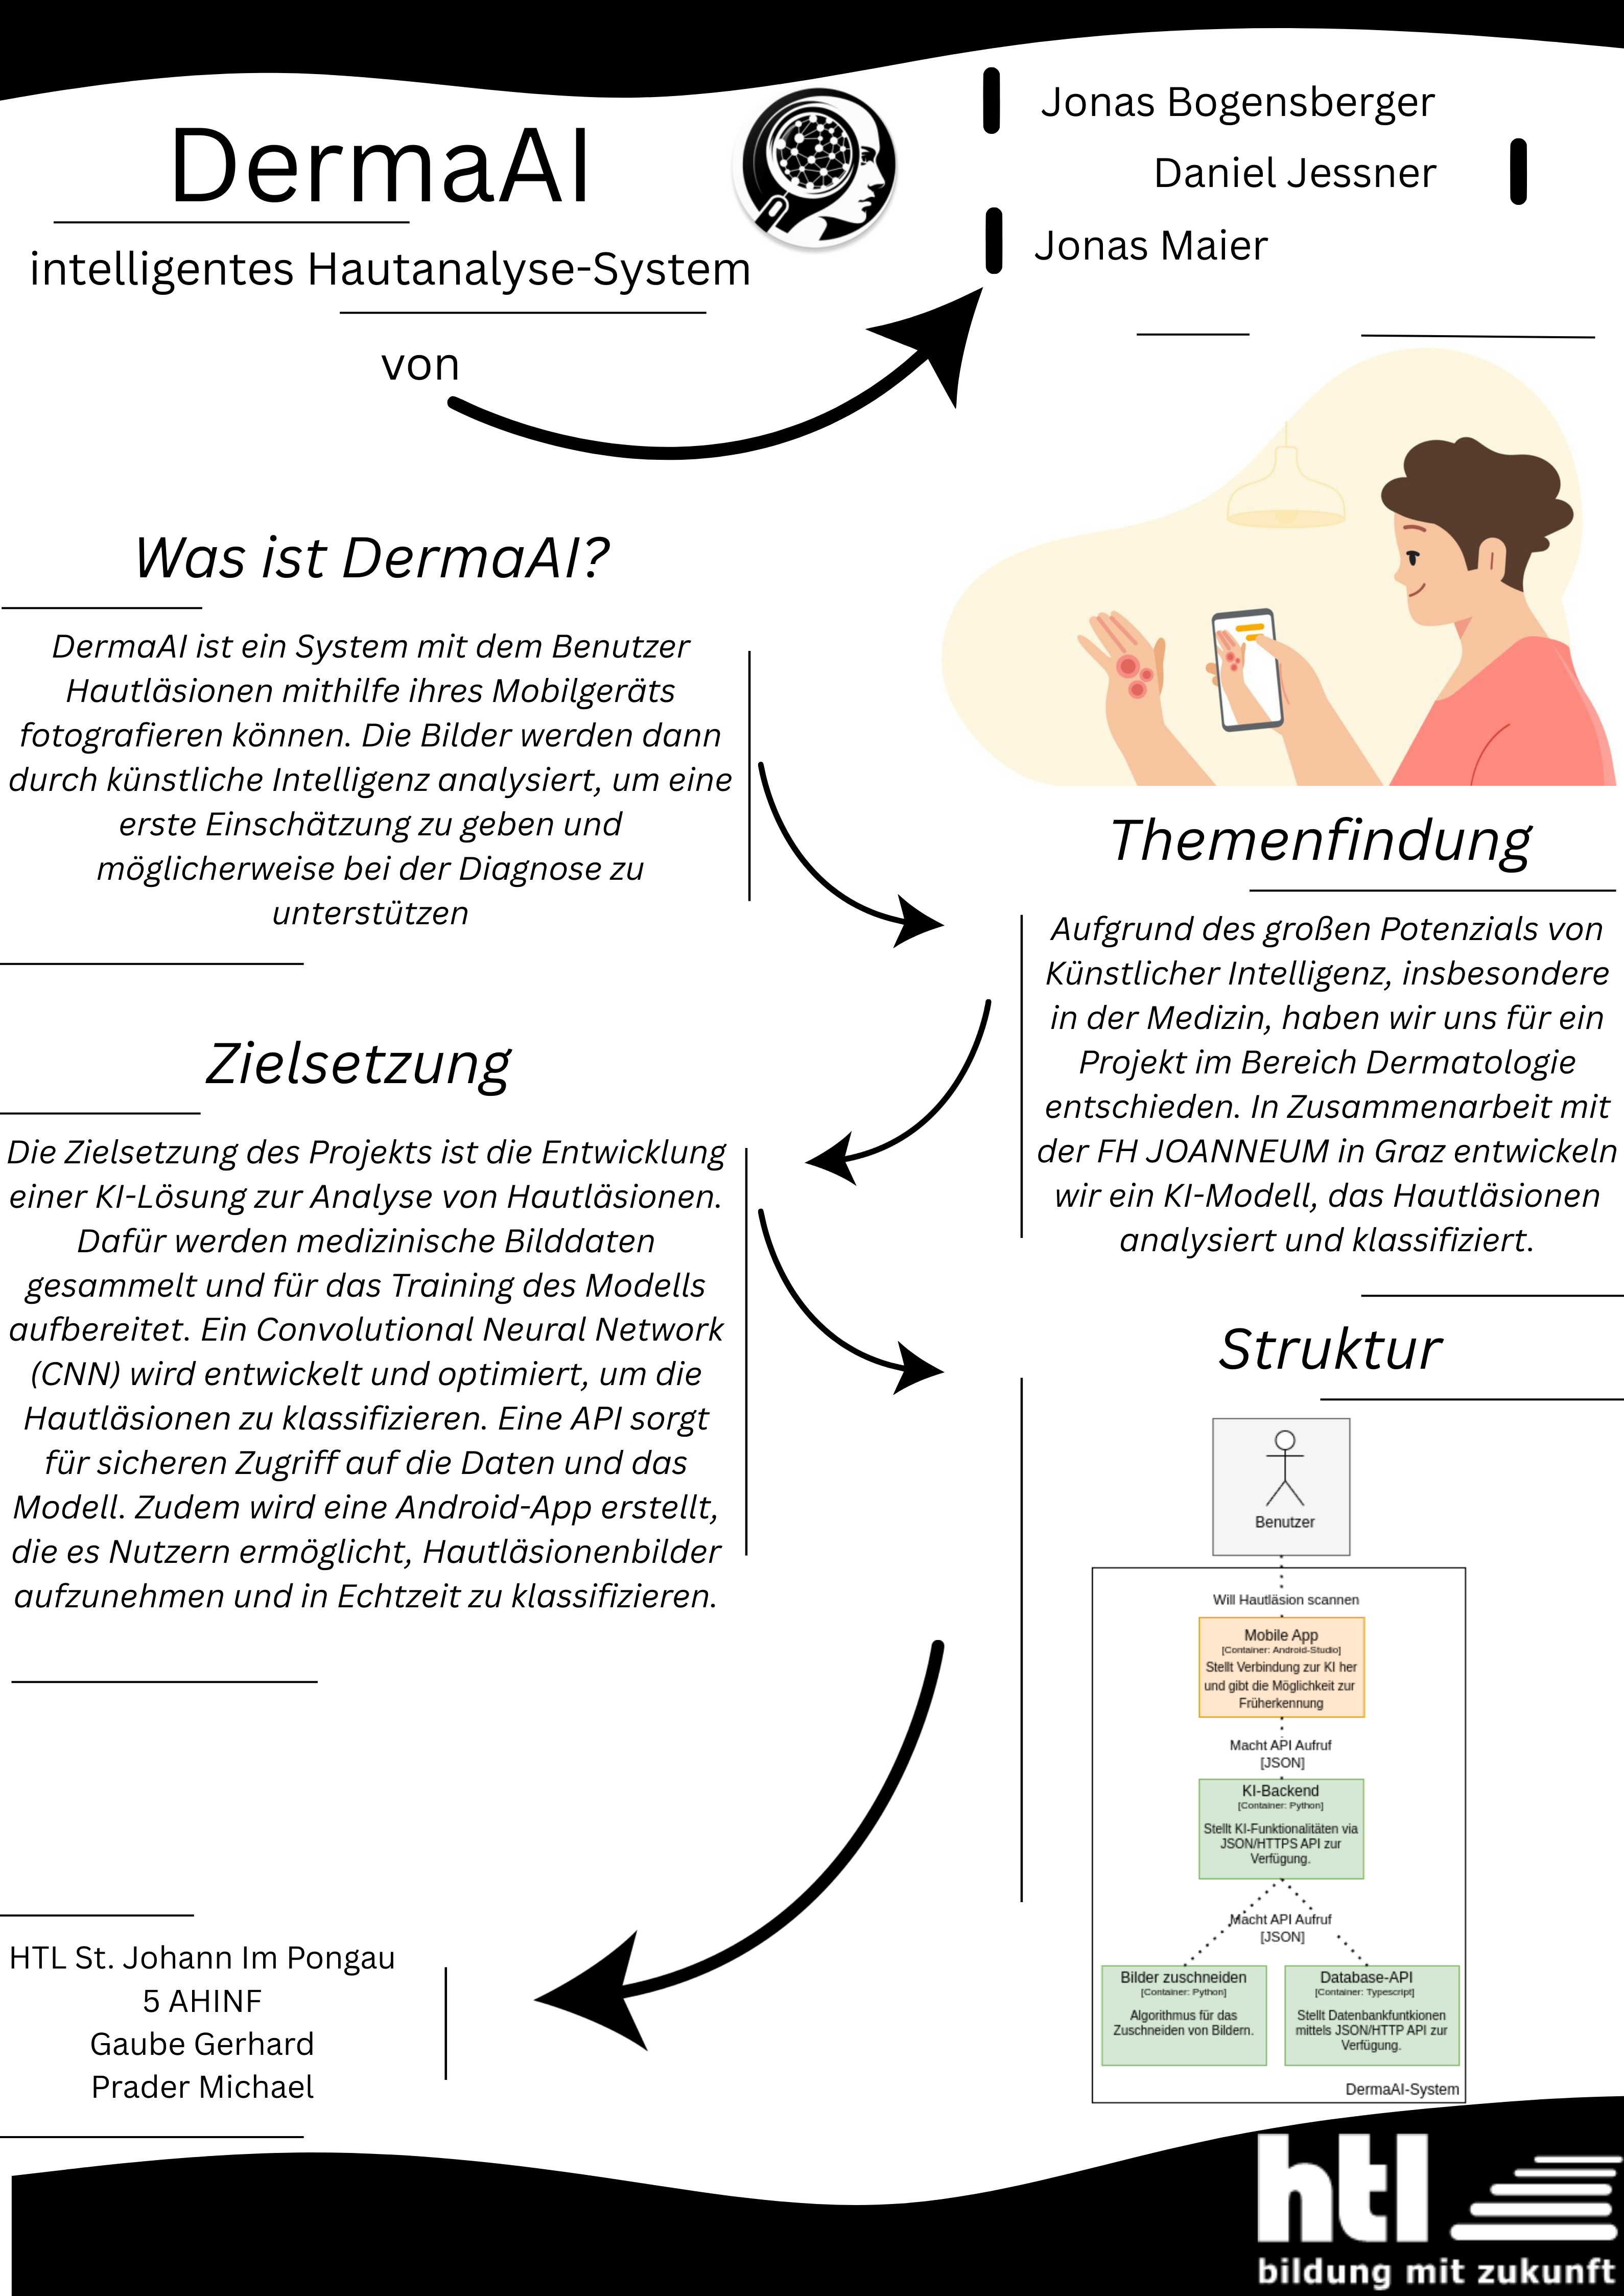 DermaAI
intelligentes Hautanalyse-System
von
Jonas Bogensberger
Daniel Jessner
Jonas Maier
Was ist DermaAI?
DermaAI ist ein System mit dem Benutzer
Hautläsionen mithilfe ihres Mobilgeräts
fotografieren können. Die Bilder werden dann
durch künstliche Intelligenz analysiert, um eine
erste Einschätzung zu geben und
möglicherweise bei der Diagnose zu
unterstützen
Themenfindung
Aufgrund des großen Potenzials von
Künstlicher Intelligenz, insbesondere
in der Medizin, haben wir uns für ein
Projekt im Bereich Dermatologie
entschieden. In Zusammenarbeit mit
der FH JOANNEUM in Graz entwickeln
wir ein KI-Modell, das Hautläsionen
analysiert und klassifiziert.
Zielsetzung
Die Zielsetzung des Projekts ist die Entwicklung
einer KI-Lösung zur Analyse von Hautläsionen.
Dafür werden medizinische Bilddaten
gesammelt und für das Training des Modells
aufbereitet. Ein Convolutional Neural Network
(CNN) wird entwickelt und optimiert, um die
Hautläsionen zu klassifizieren. Eine API sorgt
für sicheren Zugriff auf die Daten und das
Modell. Zudem wird eine Android-App erstellt,
die es Nutzern ermöglicht, Hautläsionenbilder
aufzunehmen und in Echtzeit zu klassifizieren.
Struktur
Benutzer
Will Hautläsion scannen
Mobile App
[Container: Android-Studio]
Stellt Verbindung zur KI her
und gibt die Möglichkeit zur
Früherkennung
Macht API Aufruf
[JSON]
KI-Backend
[Container: Python]
Stellt KI-Funktionalitäten via
JSON/HTTPS API zur
Verfügung.
Macht API Aufruf
[JSON]
Bilder zuschneiden
[Container: Python]
Algorithmus für das
Zuschneiden von Bildern.
Database-API
[Container: Typescript]
Stellt Datenbankfuntkionen
mittels JSON/HTTP API zur
Verfügung.
DermaAI-System
HTL St. Johann Im Pongau
5 AHINF
Gaube Gerhard
Prader Michael
htl
bildung mit zukunft